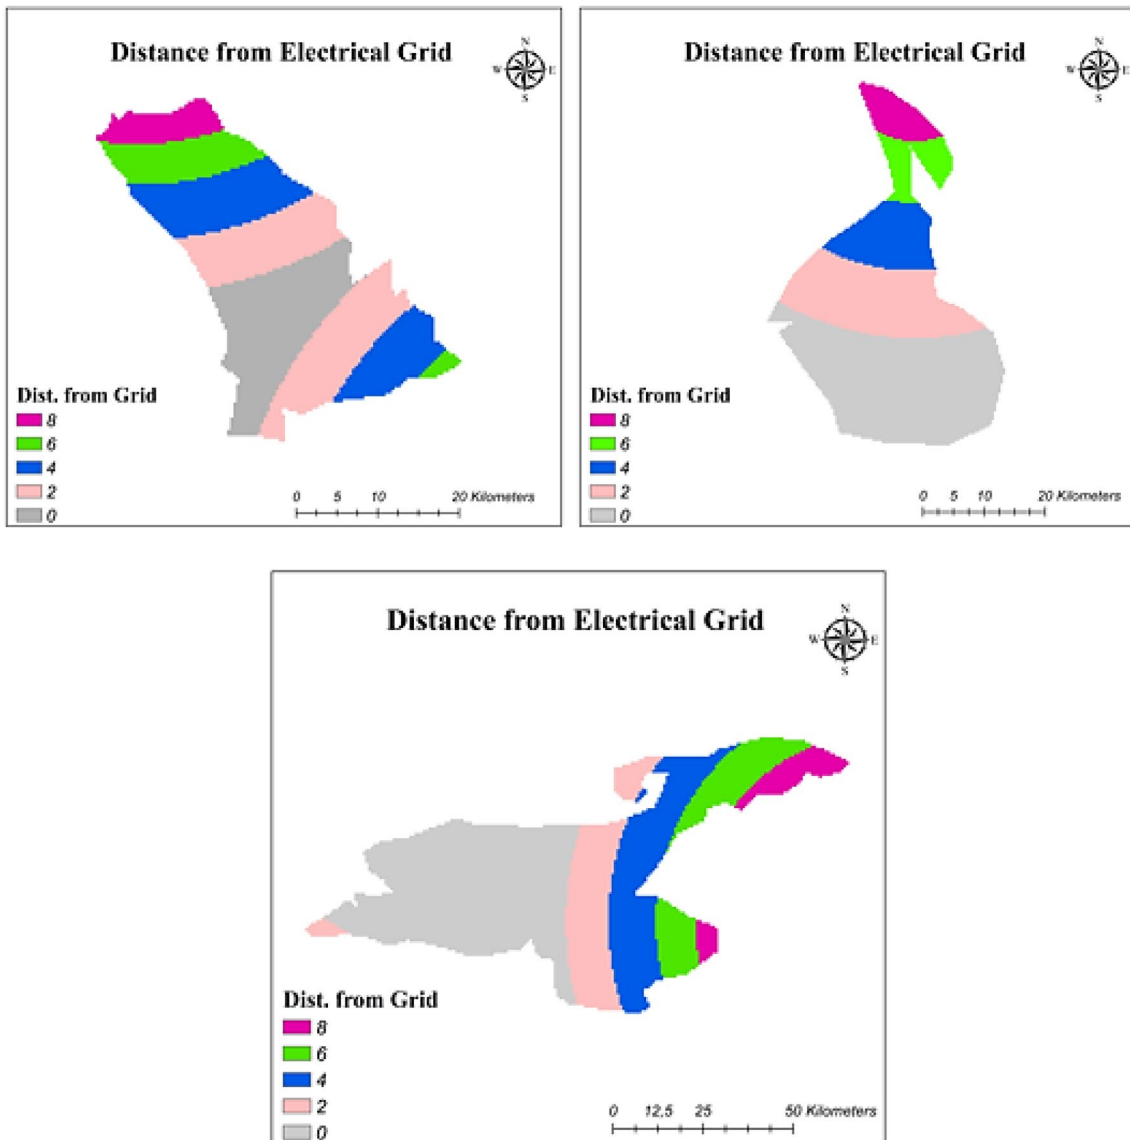 Distance from Electrical Grid
N
W E
S
Dist. from Grid
8
6
4
2
0
0 5 10 20 Kilometers
Distance from Electrical Grid
N
W E
S
Dist. from Grid
8
6
4
2
0
0 5 10 20 Kilometers
Distance from Electrical Grid
N
W E
S
Dist. from Grid
8
6
4
2
0
0 12,5 25 50 Kilometers